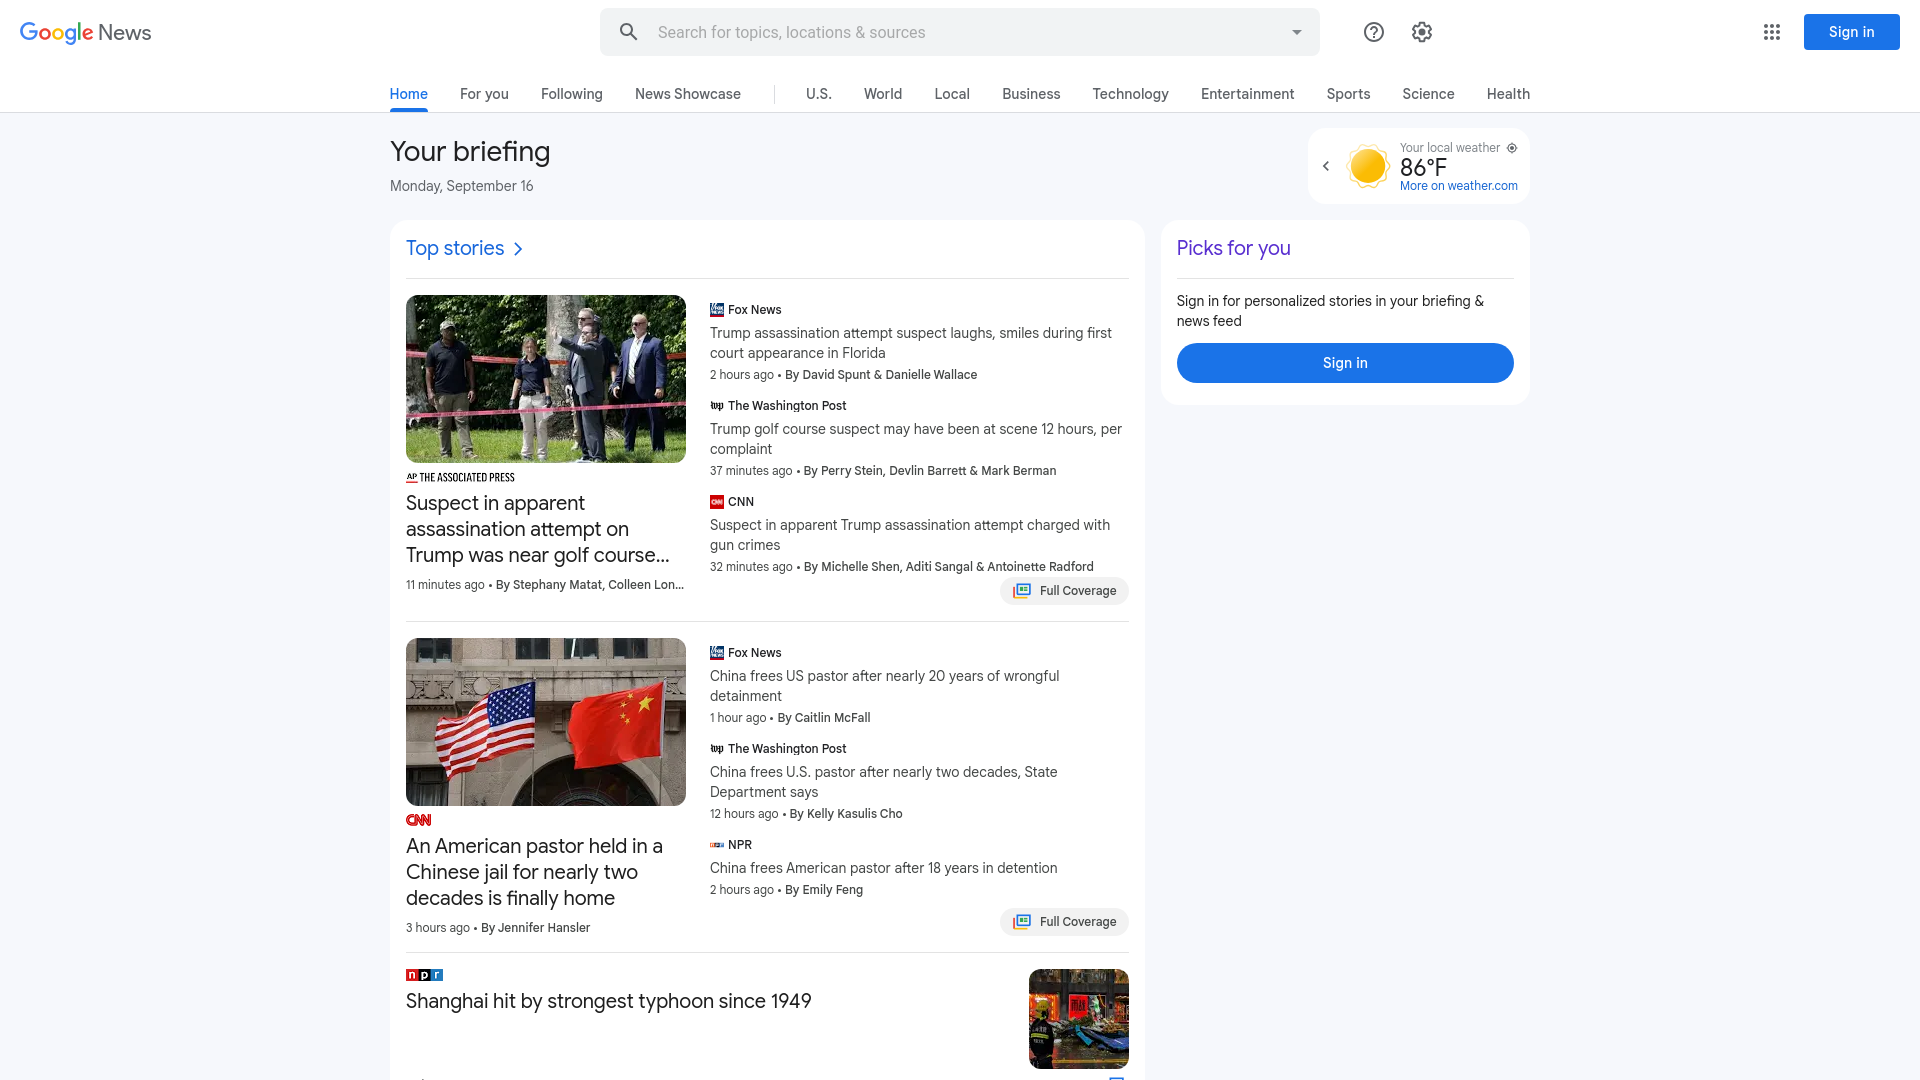 Google News
Search for topics, locations & sources
Sign in
Home
For you
Following
News Showcase
U.S.
World
Local
Business
Technology
Entertainment
Sports
Science
Health
Your briefing
Monday, September 16
Your local weather
86°F
More on weather.com
Top stories
THE ASSOCIATED PRESS
Suspect in apparent
assassination attempt on
Trump was near golf course...
11 minutes ago • By Stephany Matat, Colleen Lon...
Fox News
Trump assassination attempt suspect laughs, smiles during first
court appearance in Florida
2 hours ago • By David Spunt & Danielle Wallace
The Washington Post
Trump golf course suspect may have been at scene 12 hours, per
complaint
37 minutes ago • By Perry Stein, Devlin Barrett & Mark Berman
CNN
Suspect in apparent Trump assassination attempt charged with
gun crimes
32 minutes ago • By Michelle Shen, Aditi Sangal & Antoinette Radford
Full Coverage
CNN
An American pastor held in a
Chinese jail for nearly two
decades is finally home
3 hours ago • By Jennifer Hansler
Fox News
China frees US pastor after nearly 20 years of wrongful
detainment
1 hour ago • By Caitlin McFall
The Washington Post
China frees U.S. pastor after nearly two decades, State
Department says
12 hours ago • By Kelly Kasulis Cho
NPR
China frees American pastor after 18 years in detention
2 hours ago • By Emily Feng
Full Coverage
npr
Shanghai hit by strongest typhoon since 1949
Picks for you
Sign in for personalized stories in your briefing &
news feed
Sign in